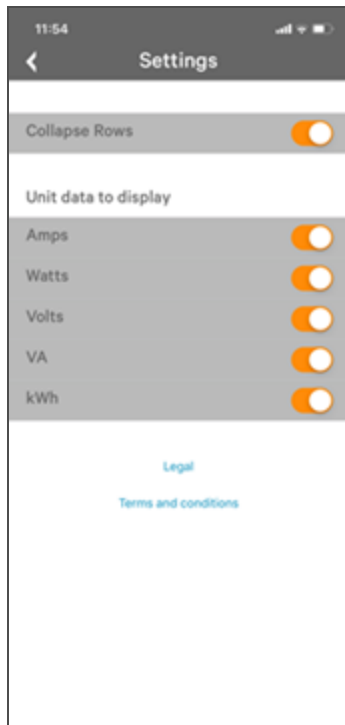 11:54
Settings
Collapse Rows
Unit data to display
Amps
Watts
Volts
VA
kWh
Legal
Terms and conditions